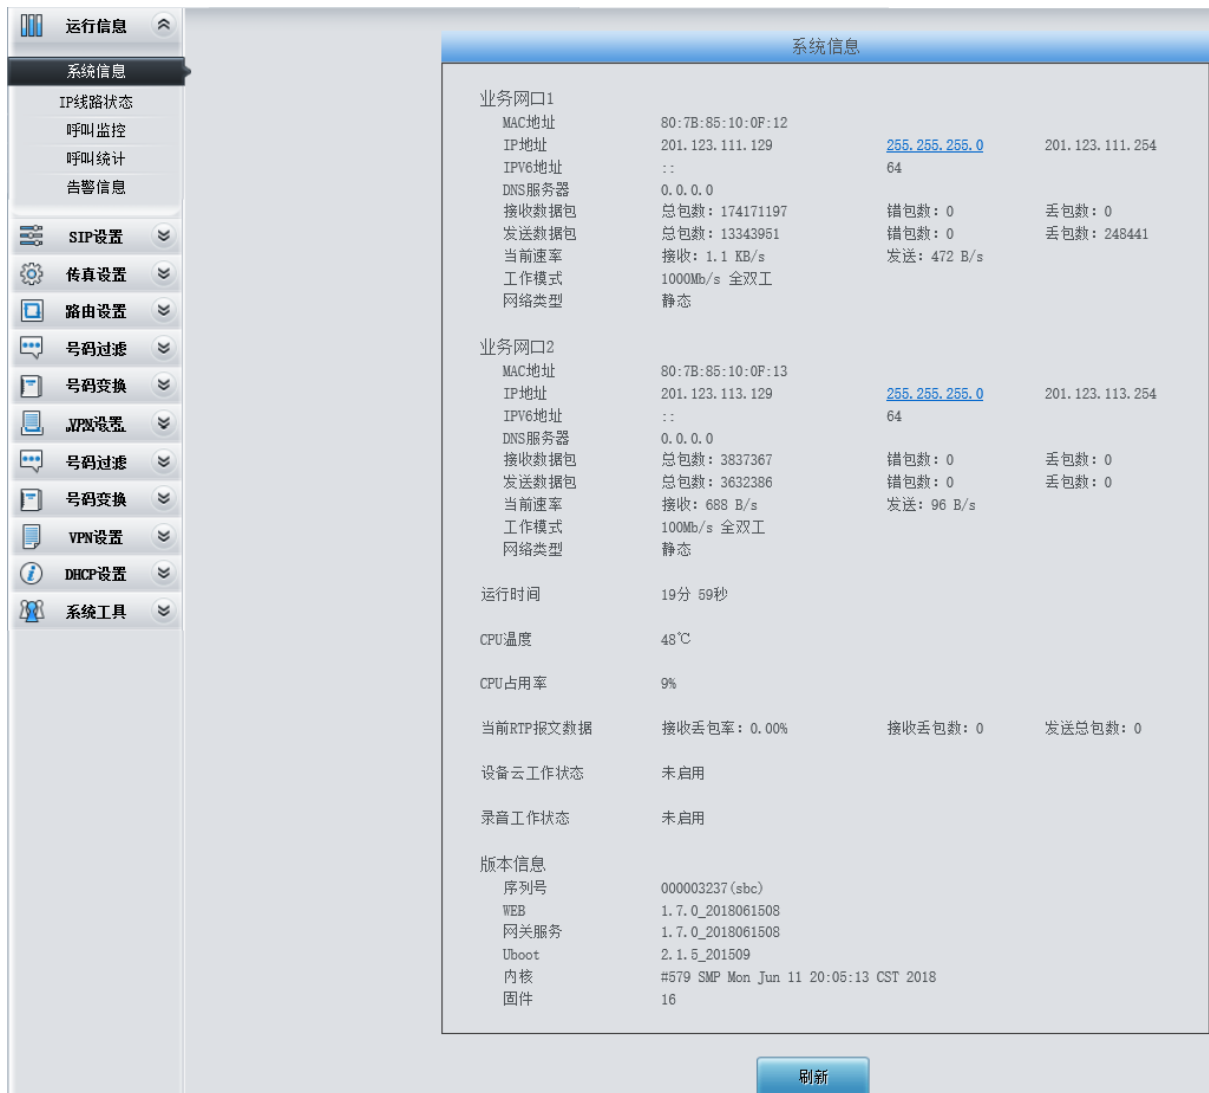 运行信息
系统信息
IP线路状态
呼叫监控
呼叫统计
告警信息
SIP设置
传真设置
路由设置
号码过滤
号码变换
VPN设置
号码过滤
号码变换
VPN设置
DHCP设置
系统工具
系统信息
业务网口1
MAC地址 80:7B:85:10:0F:12
IP地址 201.123.111.129 255.255.255.0 201.123.111.254
IPV6地址 :: 64
DNS服务器 0.0.0.0
接收数据包 总包数: 174171197 错包数: 0 丢包数: 0
发送数据包 总包数: 13343951 错包数: 0 丢包数: 248441
当前速率 接收: 1.1 KB/s 发送: 472 B/s
工作模式 1000Mb/s 全双工
网络类型 静态
业务网口2
MAC地址 80:7B:85:10:0F:13
IP地址 201.123.113.129 255.255.255.0 201.123.113.254
IPV6地址 :: 64
DNS服务器 0.0.0.0
接收数据包 总包数: 3837367 错包数: 0 丢包数: 0
发送数据包 总包数: 3632386 错包数: 0 丢包数: 0
当前速率 接收: 688 B/s 发送: 96 B/s
工作模式 100Mb/s 全双工
网络类型 静态
运行时间 19分 59秒
CPU温度 48℃
CPU占用率 9%
当前RTP报文数据 接收丢包率: 0.00% 接收丢包数: 0 发送总包数: 0
设备云工作状态 未启用
录音工作状态 未启用
版本信息
序列号 000003237(sbc)
WEB 1.7.0_2018061508
网关服务 1.7.0_2018061508
Uboot 2.1.5_201509
内核 #579 SMP Mon Jun 11 20:05:13 CST 2018
固件 16
刷新